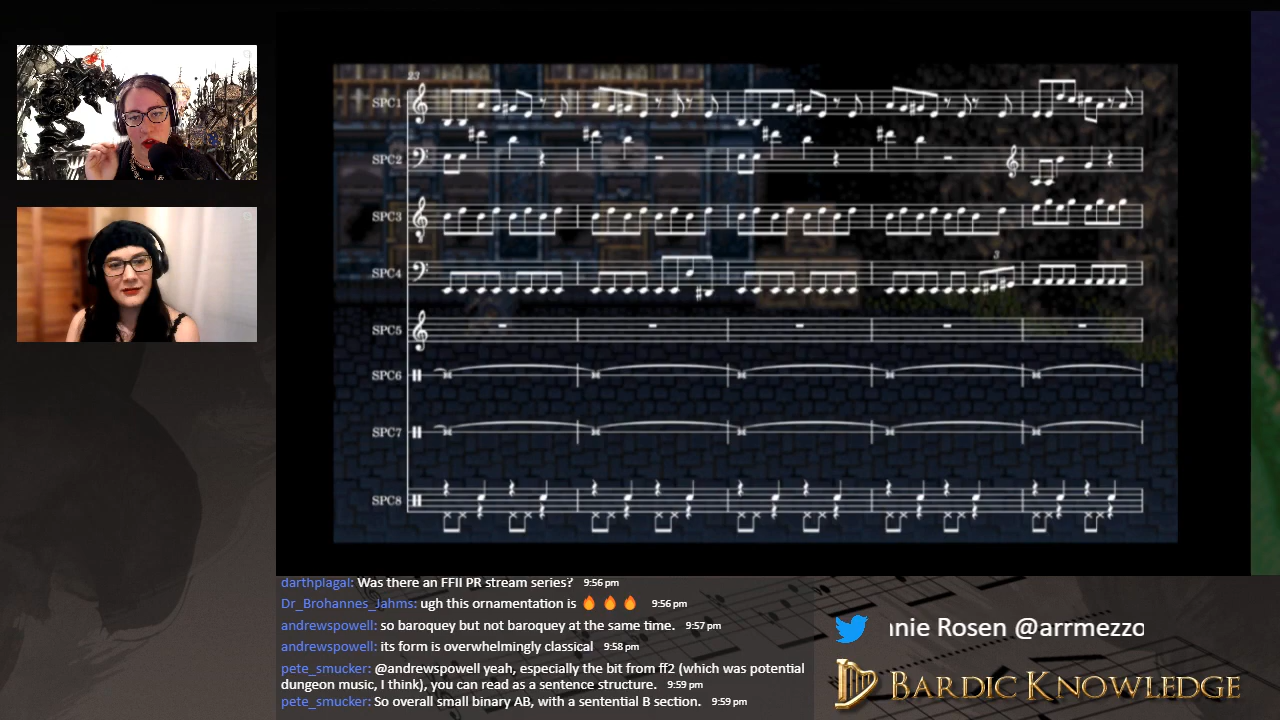 23
SPC1
SPC2
SPC3
SPC4
3
SPC5
SPC6
SPC7
SPC8
darthplagal: Was there an FFII PR stream series? 9:56 pm
Dr_Brohannes_Jahms: ugh this ornamentation is 🔥 🔥 🔥 9:56 pm
andrewspowell: so baroquey but not baroquey at the same time. 9:57 pm
andrewspowell: its form is overwhelmingly classical 9:58 pm
pete_smucker: @andrewspowell yeah, especially the bit from ff2 (which was potential
dungeon music, I think), you can read as a sentence structure. 9:59 pm
pete_smucker: So overall small binary AB, with a sentential B section. 9:59 pm
nie Rosen @arrmezzo
BARDIC KNOWLEDGE